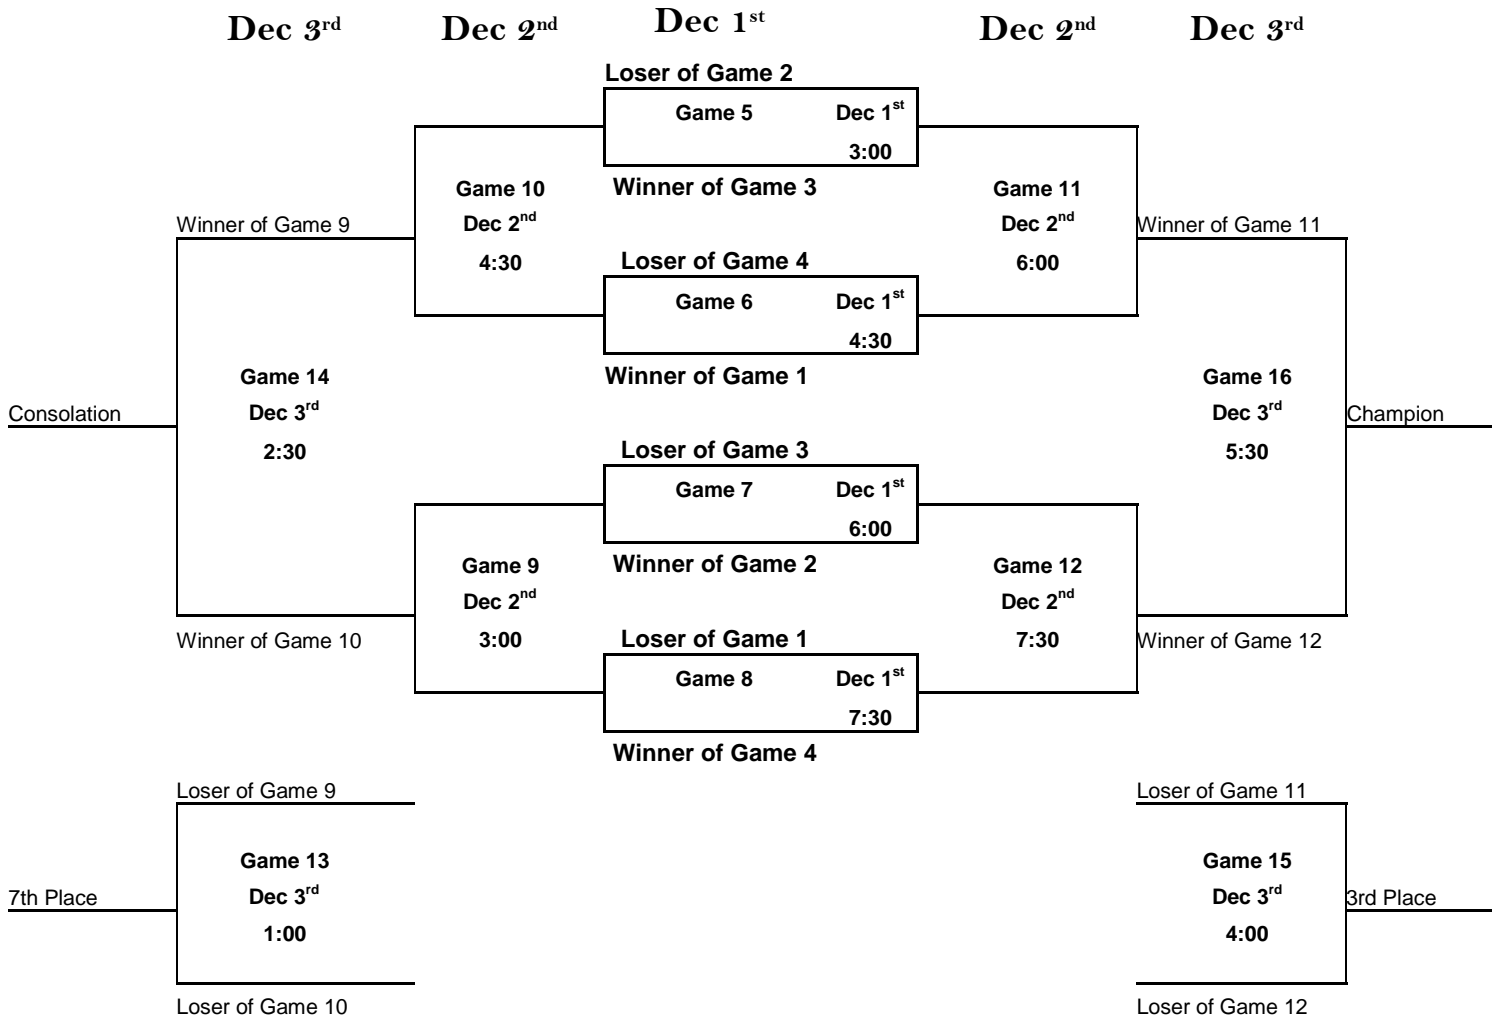 Dec 3rd Dec 2nd Dec 1st Dec 2nd Dec 3rd
Loser of Game 2
Game 5 Dec 1st
3:00
Winner of Game 3
Game 10
Dec 2nd
4:30
Game 11
Dec 2nd
6:00
Winner of Game 9
Winner of Game 11
Loser of Game 4
Game 6 Dec 1st
4:30
Winner of Game 1
Game 14
Dec 3rd
2:30
Game 16
Dec 3rd
5:30
Consolation
Champion
Loser of Game 3
Game 7 Dec 1st
6:00
Winner of Game 2
Game 9
Dec 2nd
3:00
Game 12
Dec 2nd
7:30
Winner of Game 10
Winner of Game 12
Loser of Game 1
Game 8 Dec 1st
7:30
Winner of Game 4
Loser of Game 9
Loser of Game 11
Game 13
Dec 3rd
1:00
Game 15
Dec 3rd
4:00
7th Place
3rd Place
Loser of Game 10
Loser of Game 12